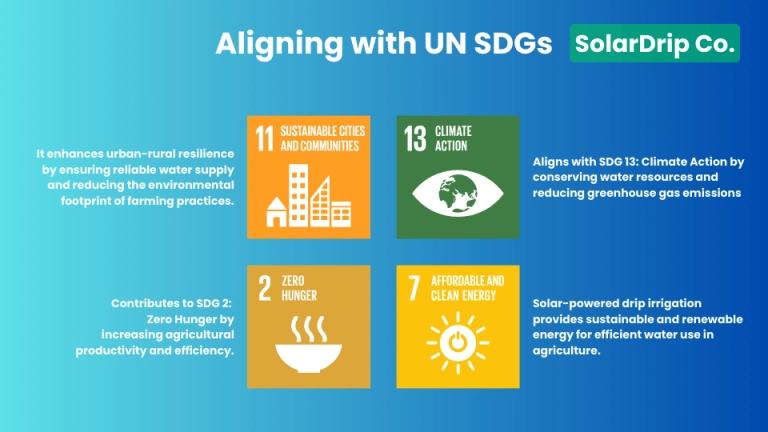 Aligning with UN SDGs
SolarDrip Co.
It enhances urban-rural resilience
by ensuring reliable water supply
and reducing the environmental
footprint of farming practices.
11 SUSTAINABLE CITIES
AND COMMUNITIES
13 CLIMATE
ACTION
Aligns with SDG 13: Climate Action by
conserving water resources and
reducing greenhouse gas emissions
Contributes to SDG 2:
Zero Hunger by
increasing agricultural
productivity and efficiency.
2 ZERO
HUNGER
7 AFFORDABLE AND
CLEAN ENERGY
Solar-powered drip irrigation
provides sustainable and renewable
energy for efficient water use in
agriculture.